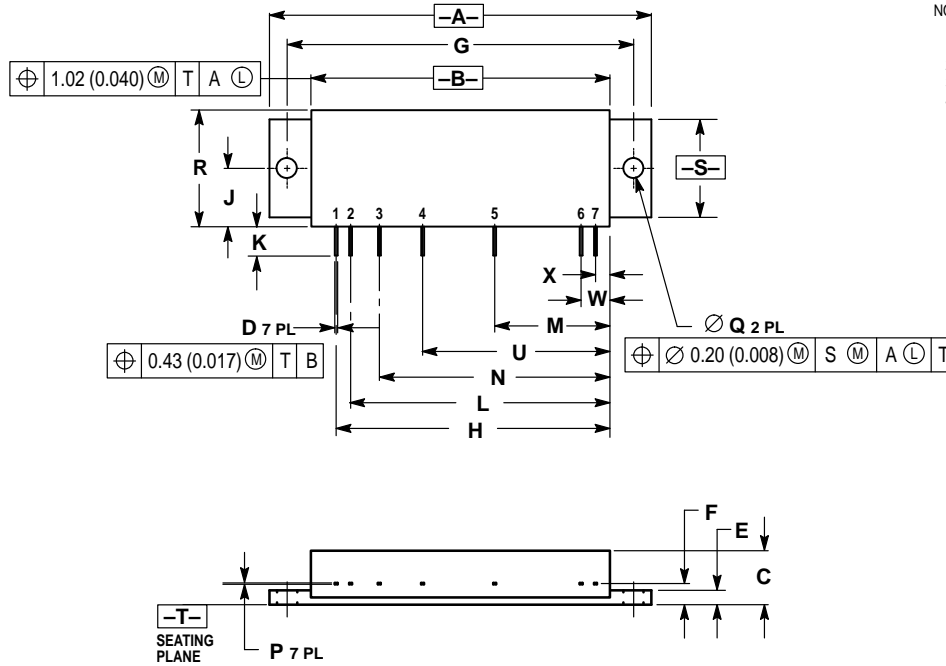 –A–
NO
G
⌖ 1.02 (0.040) Ⓜ T A Ⓛ
–B–
R
J
–S–
1 2 3 4 5 6 7
K
X
W
D 7 PL
M
∅ Q 2 PL
⌖ 0.43 (0.017) Ⓜ T B
U
⌖ ∅ 0.20 (0.008) Ⓜ S Ⓜ A Ⓛ T
N
L
H
F
E
C
–T–
SEATING
PLANE
P 7 PL